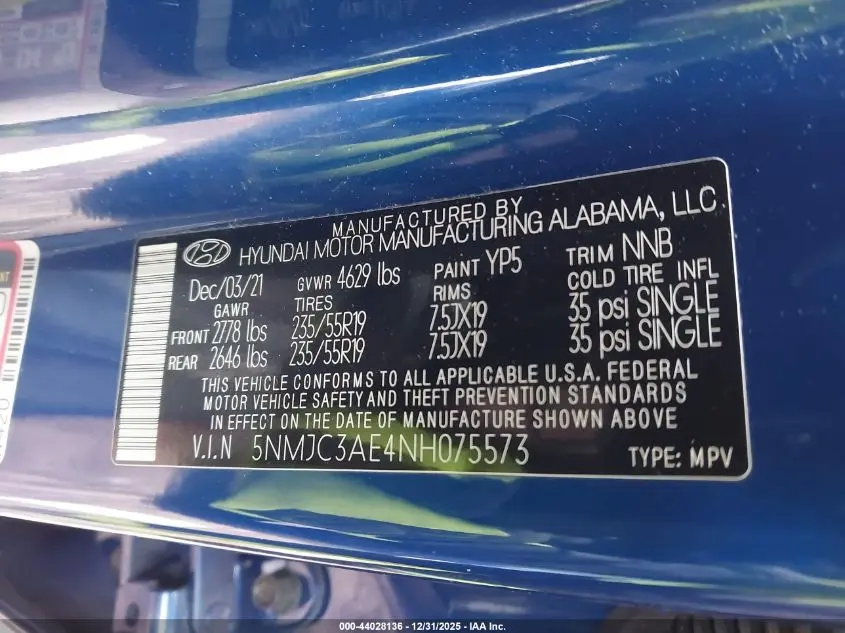 MANUFACTURED BY
HYUNDAI MOTOR MANUFACTURING ALABAMA, LLC
Dec/03/21 GVWR 4629 lbs PAINT YP5 TRIM NNB
GAWR TIRES RIMS COLD TIRE INFL
FRONT 2778 lbs 235/55R19 7.5JX19 35 psi SINGLE
REAR 2646 lbs 235/55R19 7.5JX19 35 psi SINGLE
THIS VEHICLE CONFORMS TO ALL APPLICABLE U.S.A. FEDERAL
MOTOR VEHICLE SAFETY AND THEFT PREVENTION STANDARDS
IN EFFECT ON THE DATE OF MANUFACTURE SHOWN ABOVE
V.I.N 5NMJC3AE4NH075573 TYPE: MPV
000-44028136 - 12/31/2025 - IAA Inc.